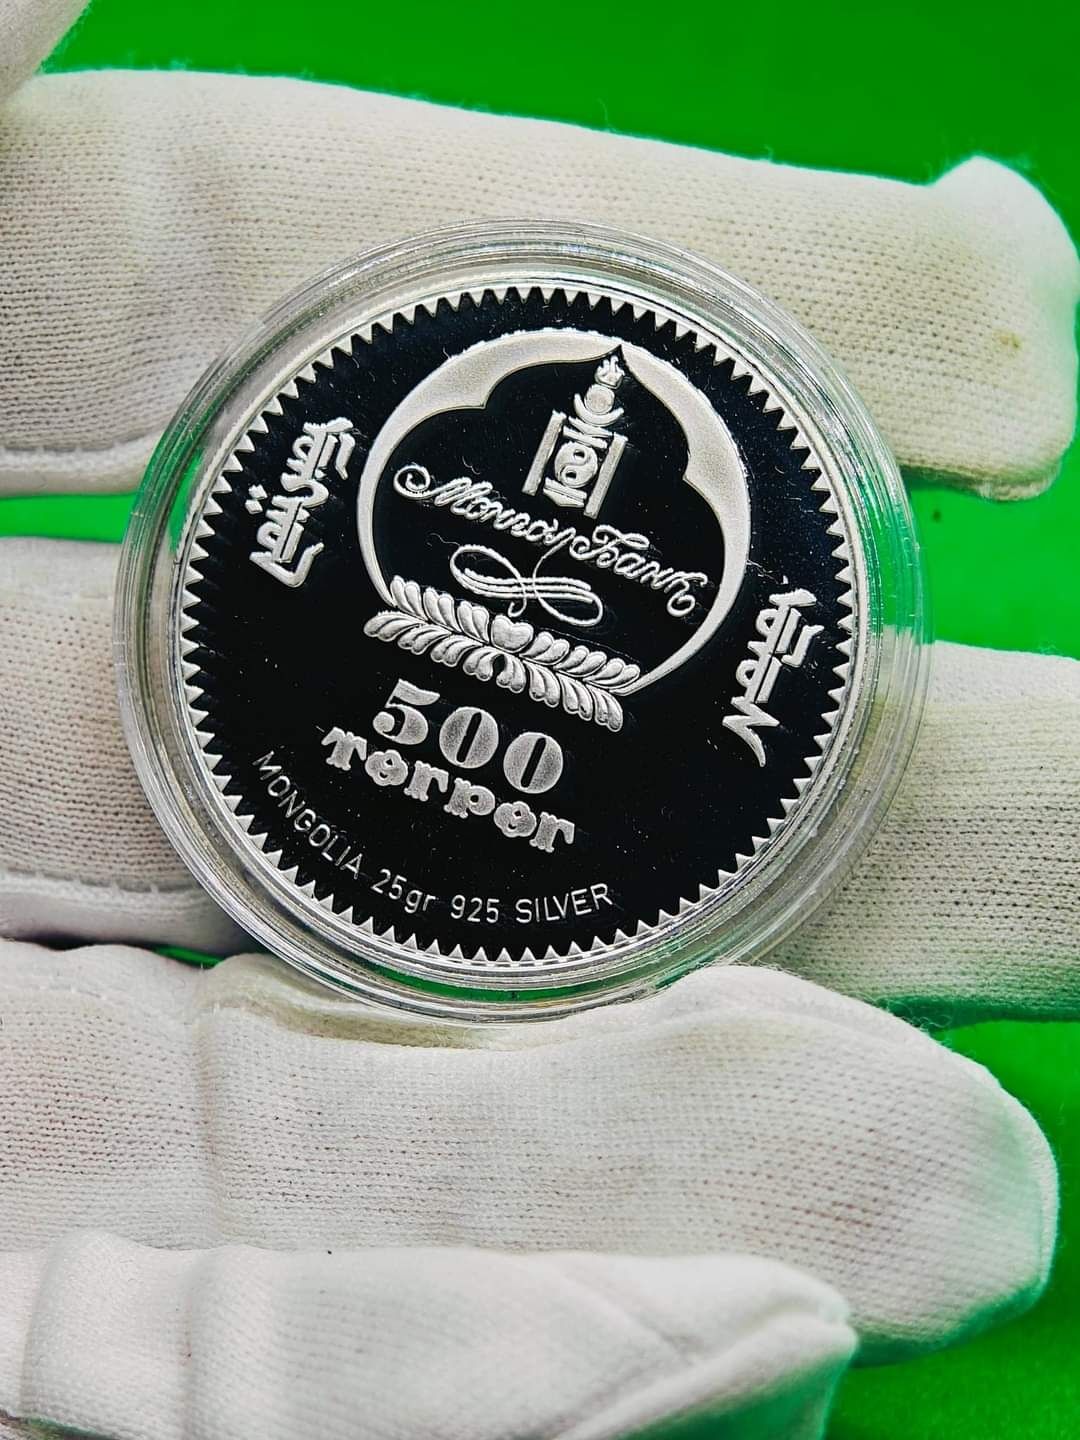 Монгол Банк
500
төгрөг
MONGOLIA 25gr 925 SILVER